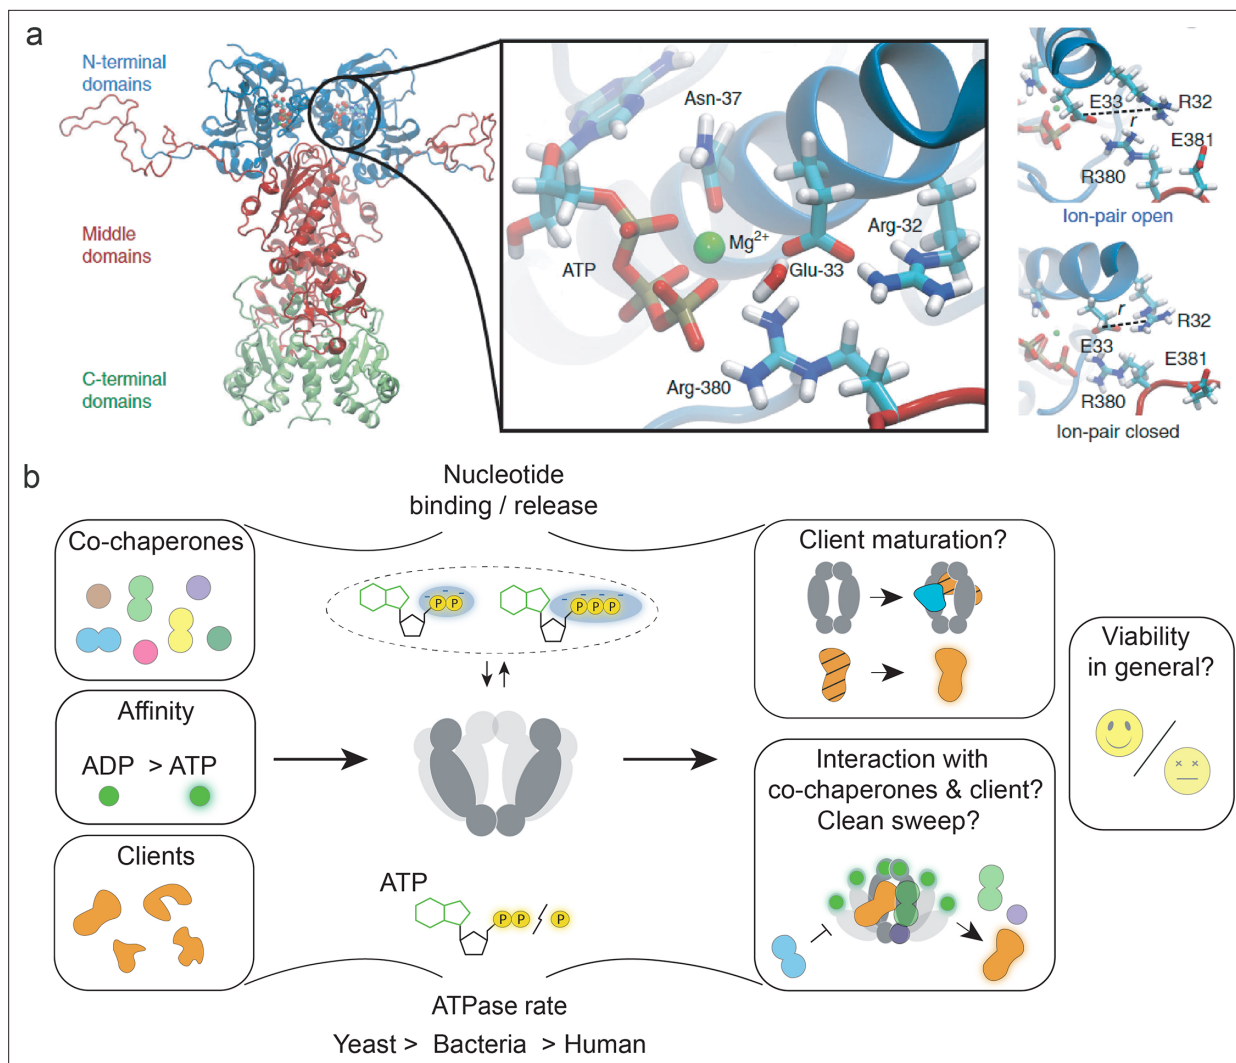 a
N-terminal
domains
Middle
domains
C-terminal
domains
Asn-37
Mg2+
ATP
Glu-33
Arg-32
Arg-380
E33
R32
r
E381
R380
Ion-pair open
r
R32
E33
E381
R380
Ion-pair closed
b
Nucleotide
binding / release
Co-chaperones
Affinity
ADP > ATP
Clients
P P
P P P
ATP
P P P
ATPase rate
Yeast > Bacteria > Human
Client maturation?
Interaction with
co-chaperones & client?
Clean sweep?
Viability
in general?